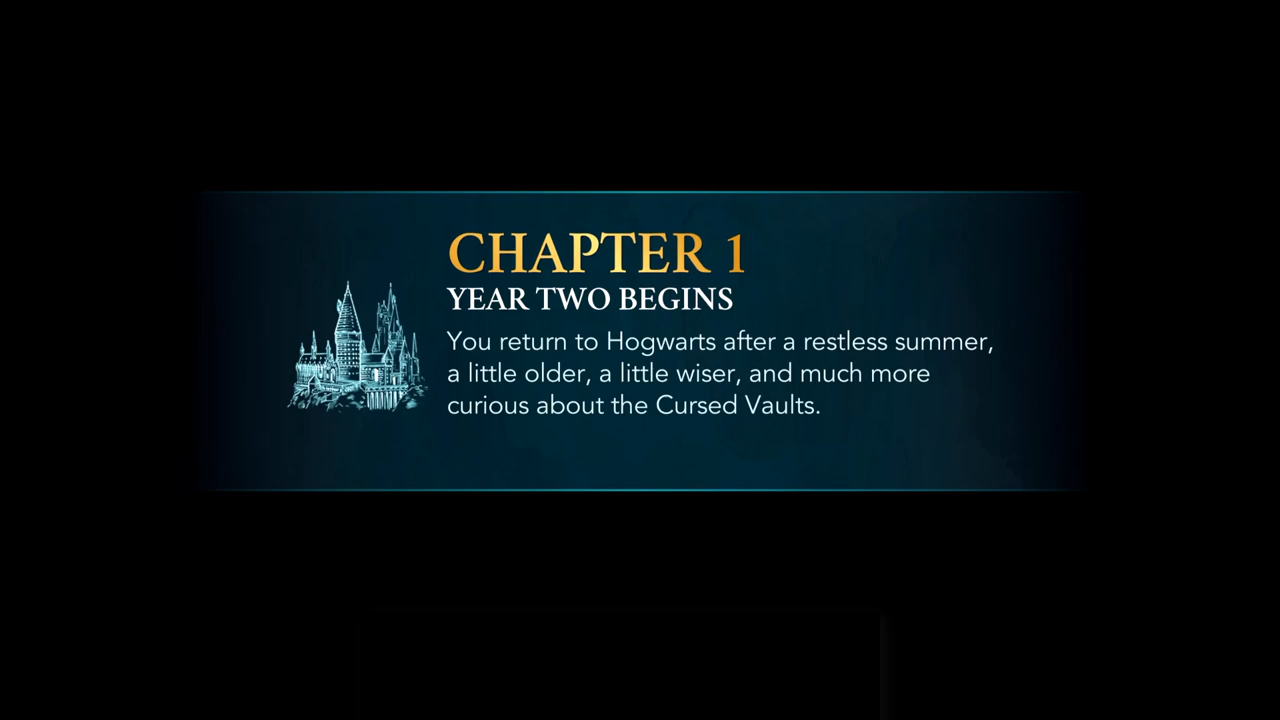 CHAPTER 1
YEAR TWO BEGINS
You return to Hogwarts after a restless summer,
a little older, a little wiser, and much more
curious about the Cursed Vaults.